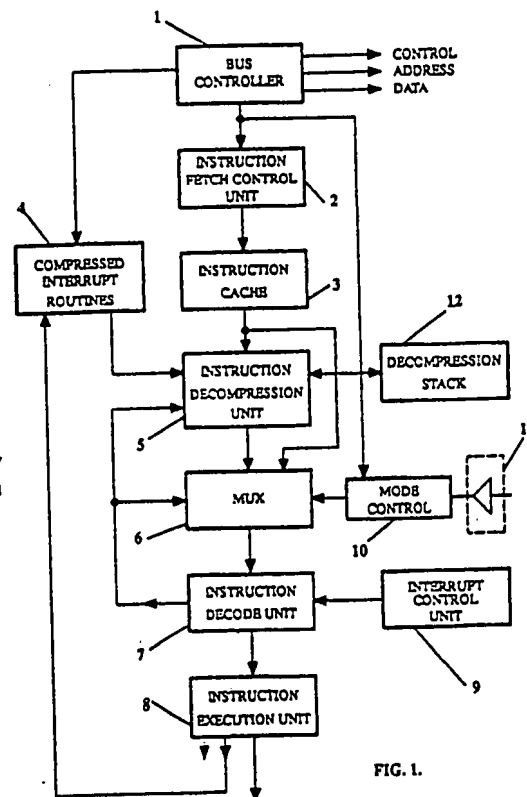 1
BUS
CONTROLLER
CONTROL
ADDRESS
DATA
INSTRUCTION
FETCH CONTROL
UNIT
2
4
COMPRESSED
INTERRUPT
ROUTINES
INSTRUCTION
CACHE
3
12
INSTRUCTION
DECOMPRESSION
UNIT
5
DECOMPRESSION
STACK
MUX
6
MODE
CONTROL
10
INSTRUCTION
DECODE UNIT
7
INTERRUPT
CONTROL
UNIT
9
INSTRUCTION
EXECUTION UNIT
8
FIG. 1.